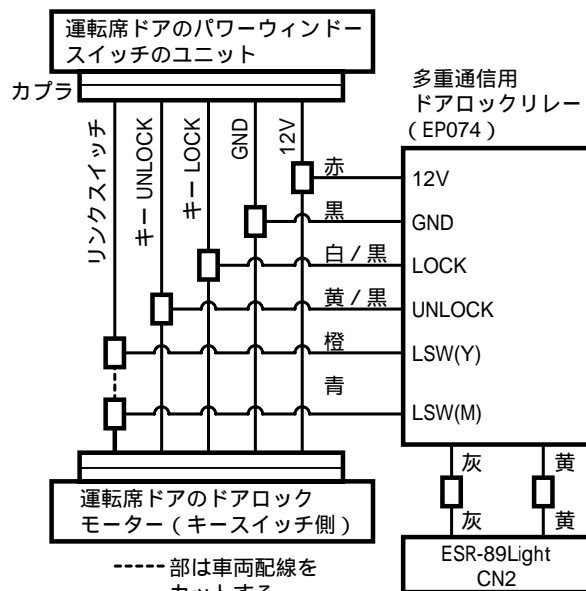 運転席ドアのパワーウィンドー
スイッチのユニット
カプラ
リンクスイッチ
キー UNLOCK
キー LOCK
GND
12V
多重通信用
ドアロックリレー
（EP074）
赤
12V
黒
GND
白 / 黒
LOCK
黄 / 黒
UNLOCK
橙
LSW(Y)
青
LSW(M)
灰
黄
灰
黄
運転席ドアのドアロック
モーター（キースイッチ側）
ESR-89Light
CN2
部は車両配線を
カットする